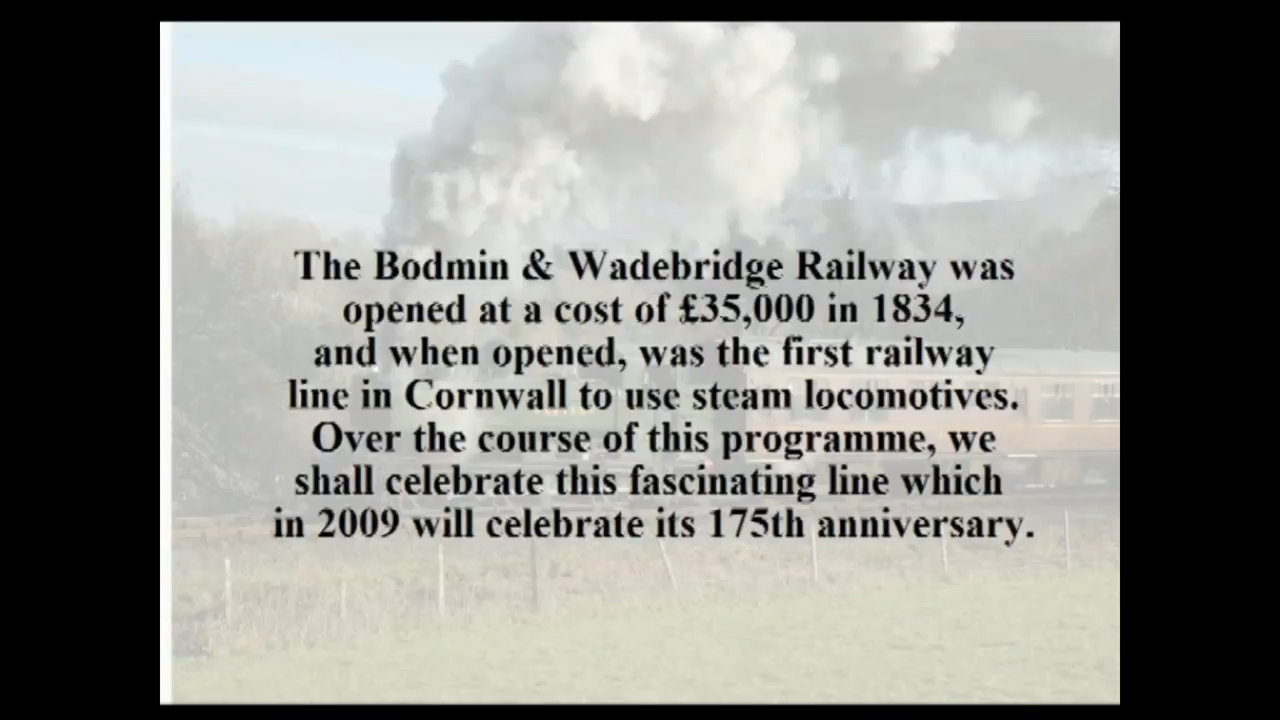 The Bodmin & Wadebridge Railway was
opened at a cost of £35,000 in 1834,
and when opened, was the first railway
line in Cornwall to use steam locomotives.
Over the course of this programme, we
shall celebrate this fascinating line which
in 2009 will celebrate its 175th anniversary.